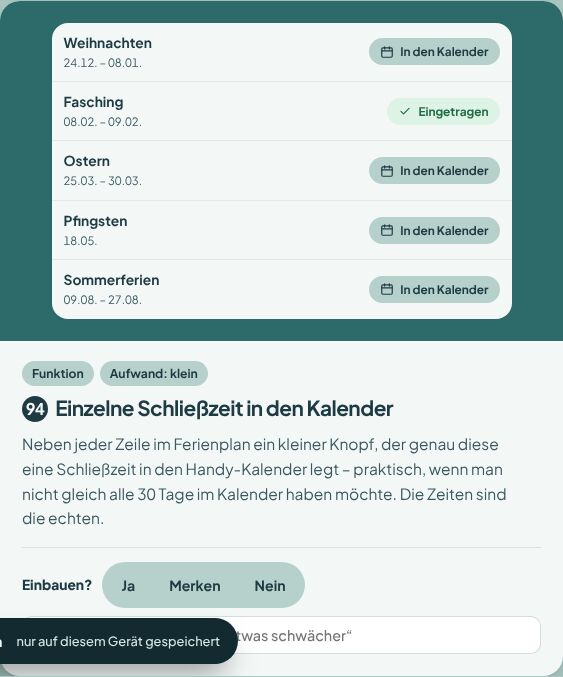 Weihnachten
In den Kalender
24.12. – 08.01.
Fasching
Eingetragen
08.02. – 09.02.
Ostern
In den Kalender
25.03. – 30.03.
Pfingsten
In den Kalender
18.05.
Sommerferien
In den Kalender
09.08. – 27.08.
Funktion Aufwand: klein
94 Einzelne Schließzeit in den Kalender
Neben jeder Zeile im Ferienplan ein kleiner Knopf, der genau diese
eine Schließzeit in den Handy-Kalender legt – praktisch, wenn man
nicht gleich alle 30 Tage im Kalender haben möchte. Die Zeiten sind
die echten.
Einbauen? Ja Merken Nein
nur auf diesem Gerät gespeichert
schwächer“